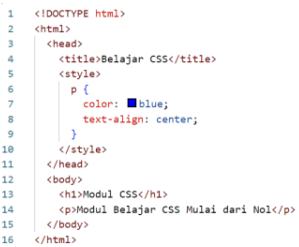 1 <!DOCTYPE html>
2 <html>
3 <head>
4 <title>Belajar CSS</title>
5 <style>
6 p {
7 color: blue;
8 text-align: center;
9 }
10 </style>
11 </head>
12 <body>
13 <h1>Modul CSS</h1>
14 <p>Modul Belajar CSS Mulai dari Nol</p>
15 </body>
16 </html>